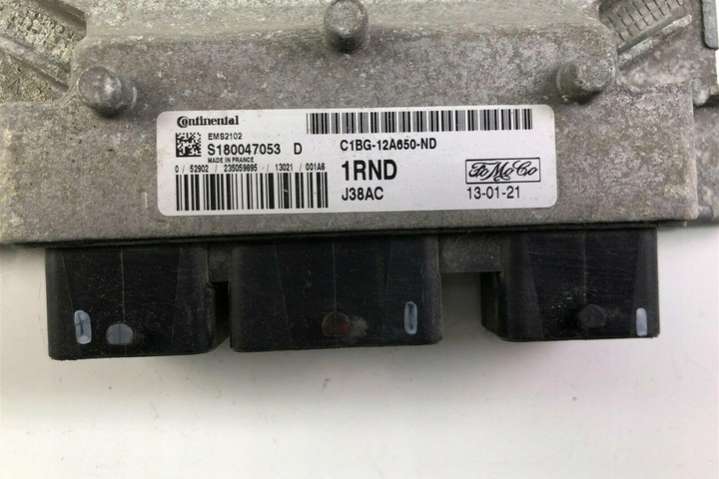 Continental
EMS2102
S180047053 D
MADE IN FRANCE
0 / 52902 / 235059895 - 13021 / 001A6
C1BG-12A650-ND
1RND
J38AC
FoMoCo
13-01-21